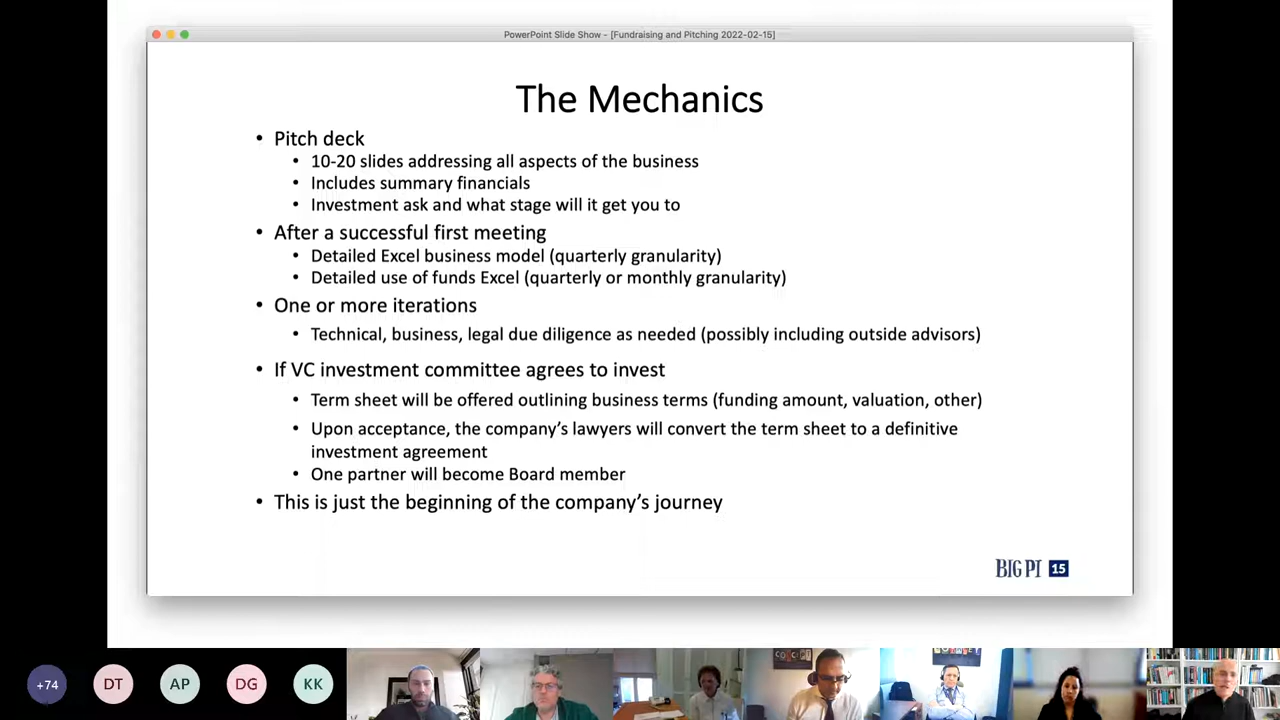 PowerPoint Slide Show - [Fundraising and Pitching 2022-02-15]
The Mechanics
• Pitch deck
• 10-20 slides addressing all aspects of the business
• Includes summary financials
• Investment ask and what stage will it get you to
• After a successful first meeting
• Detailed Excel business model (quarterly granularity)
• Detailed use of funds Excel (quarterly or monthly granularity)
• One or more iterations
• Technical, business, legal due diligence as needed (possibly including outside advisors)
• If VC investment committee agrees to invest
• Term sheet will be offered outlining business terms (funding amount, valuation, other)
• Upon acceptance, the company's lawyers will convert the term sheet to a definitive
investment agreement
• One partner will become Board member
• This is just the beginning of the company's journey
BIG PI 15
+74 DT AP DG KK